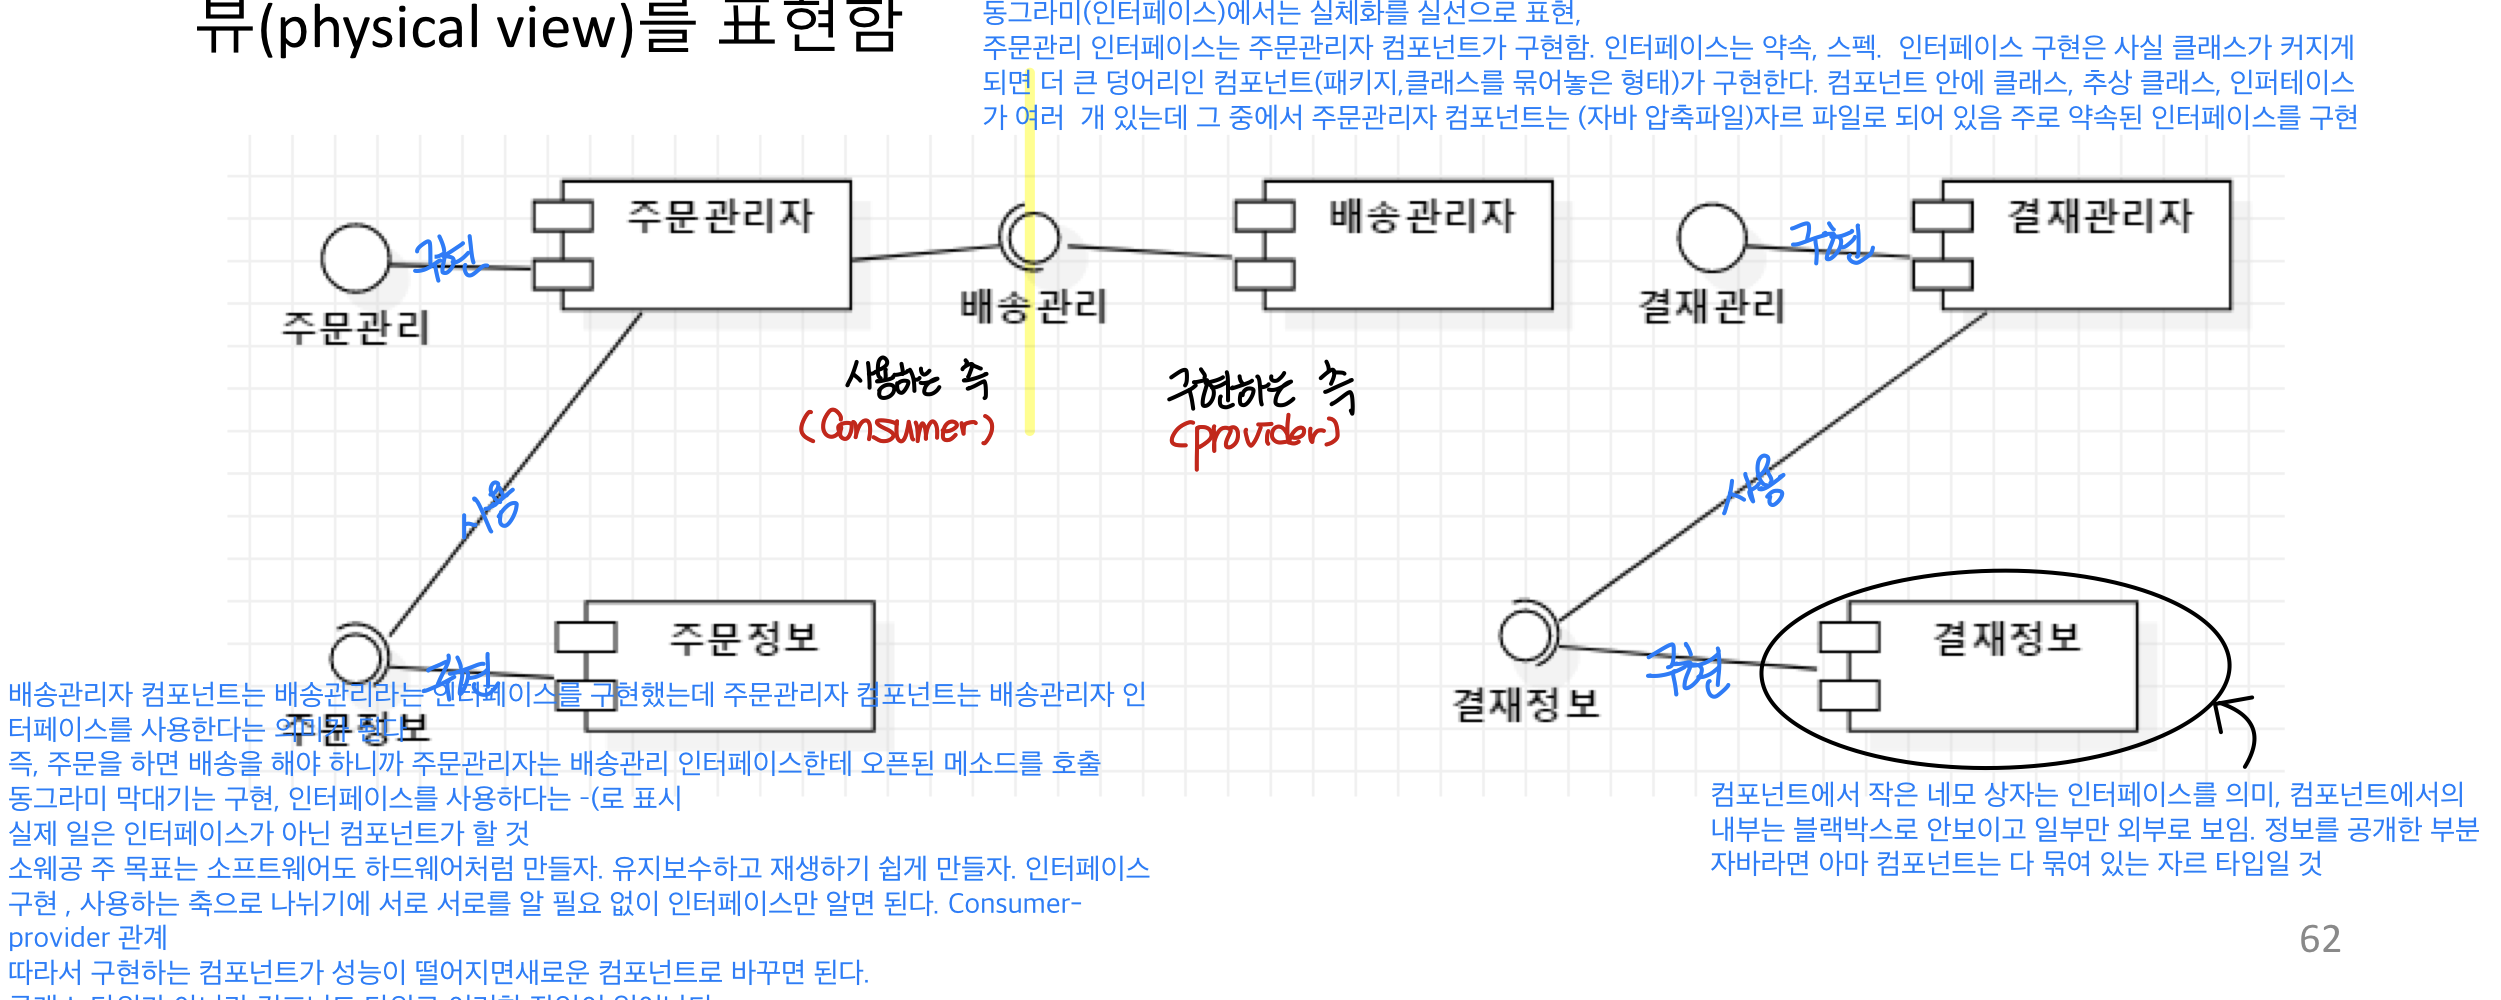 뷰(physical view)를 표현함
동그라미(인터페이스)에서는 실체화를 실선으로 표현,
주문관리 인터페이스는 주문관리자 컴포넌트가 구현함. 인터페이스는 약속, 스펙. 인터페이스 구현은 사실 클래스가 커지게
되면 더 큰 덩어리인 컴포넌트(패키지,클래스를 묶어놓은 형태)가 구현한다. 컴포넌트 안에 클래스, 추상 클래스, 인퍼테이스
가 여러 개 있는데 그 중에서 주문관리자 컴포넌트는 (자바 압축파일)자르 파일로 되어 있음 주로 약속된 인터페이스를 구현
주문관리자
배송관리자
결재관리자
구현
구현
주문관리
배송관리
결재관리
사용하는 측
구현하는 측
(Consumer)
(provider)
사용
사용
주문정보
결재정보
구현
구현
주문정보
결재정보
배송관리자 컴포넌트는 배송관리라는 인터페이스를 구현했는데 주문관리자 컴포넌트는 배송관리자 인
터페이스를 사용한다는 의미가 된다
즉, 주문을 하면 배송을 해야 하니까 주문관리자는 배송관리 인터페이스한테 오픈된 메소드를 호출
동그라미 막대기는 구현, 인터페이스를 사용하다는 -(로 표시
실제 일은 인터페이스가 아닌 컴포넌트가 할 것
소웨공 주 목표는 소프트웨어도 하드웨어처럼 만들자. 유지보수하고 재생하기 쉽게 만들자. 인터페이스
구현 , 사용하는 축으로 나뉘기에 서로 서로를 알 필요 없이 인터페이스만 알면 된다. Consumer-
provider 관계
따라서 구현하는 컴포넌트가 성능이 떨어지면새로운 컴포넌트로 바꾸면 된다.
컴포넌트에서 작은 네모 상자는 인터페이스를 의미, 컴포넌트에서의
내부는 블랙박스로 안보이고 일부만 외부로 보임. 정보를 공개한 부분
자바라면 아마 컴포넌트는 다 묶여 있는 자르 타입일 것
62